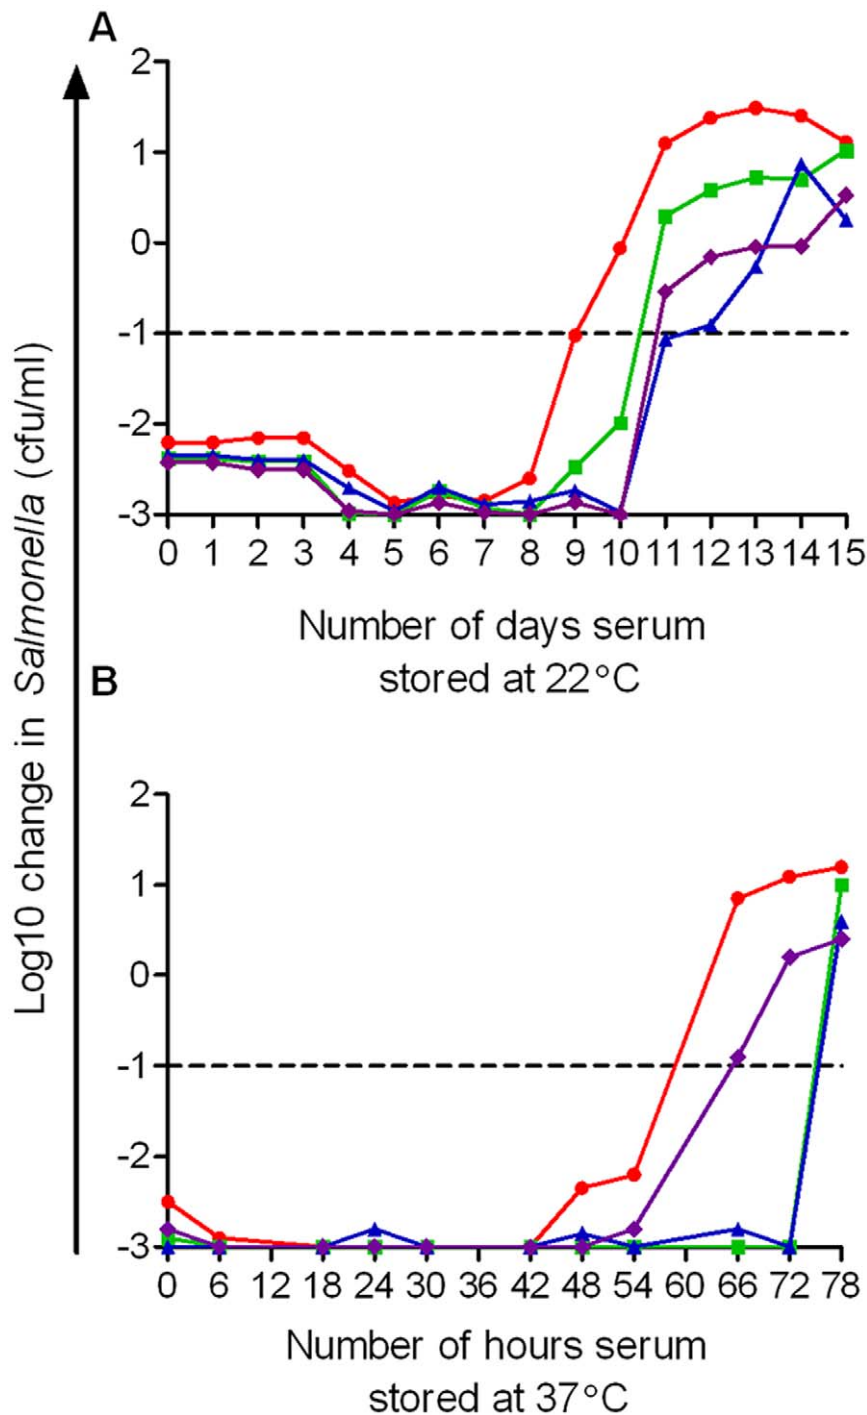 A
2
1
0
-1
-2
-3
0 1 2 3 4 5 6 7 8 9 10 11 12 13 14 15
Number of days serum
stored at 22°C
Log10 change in Salmonella (cfu/ml)
B
2
1
0
-1
-2
-3
0 6 12 18 24 30 36 42 48 54 60 66 72 78
Number of hours serum
stored at 37°C